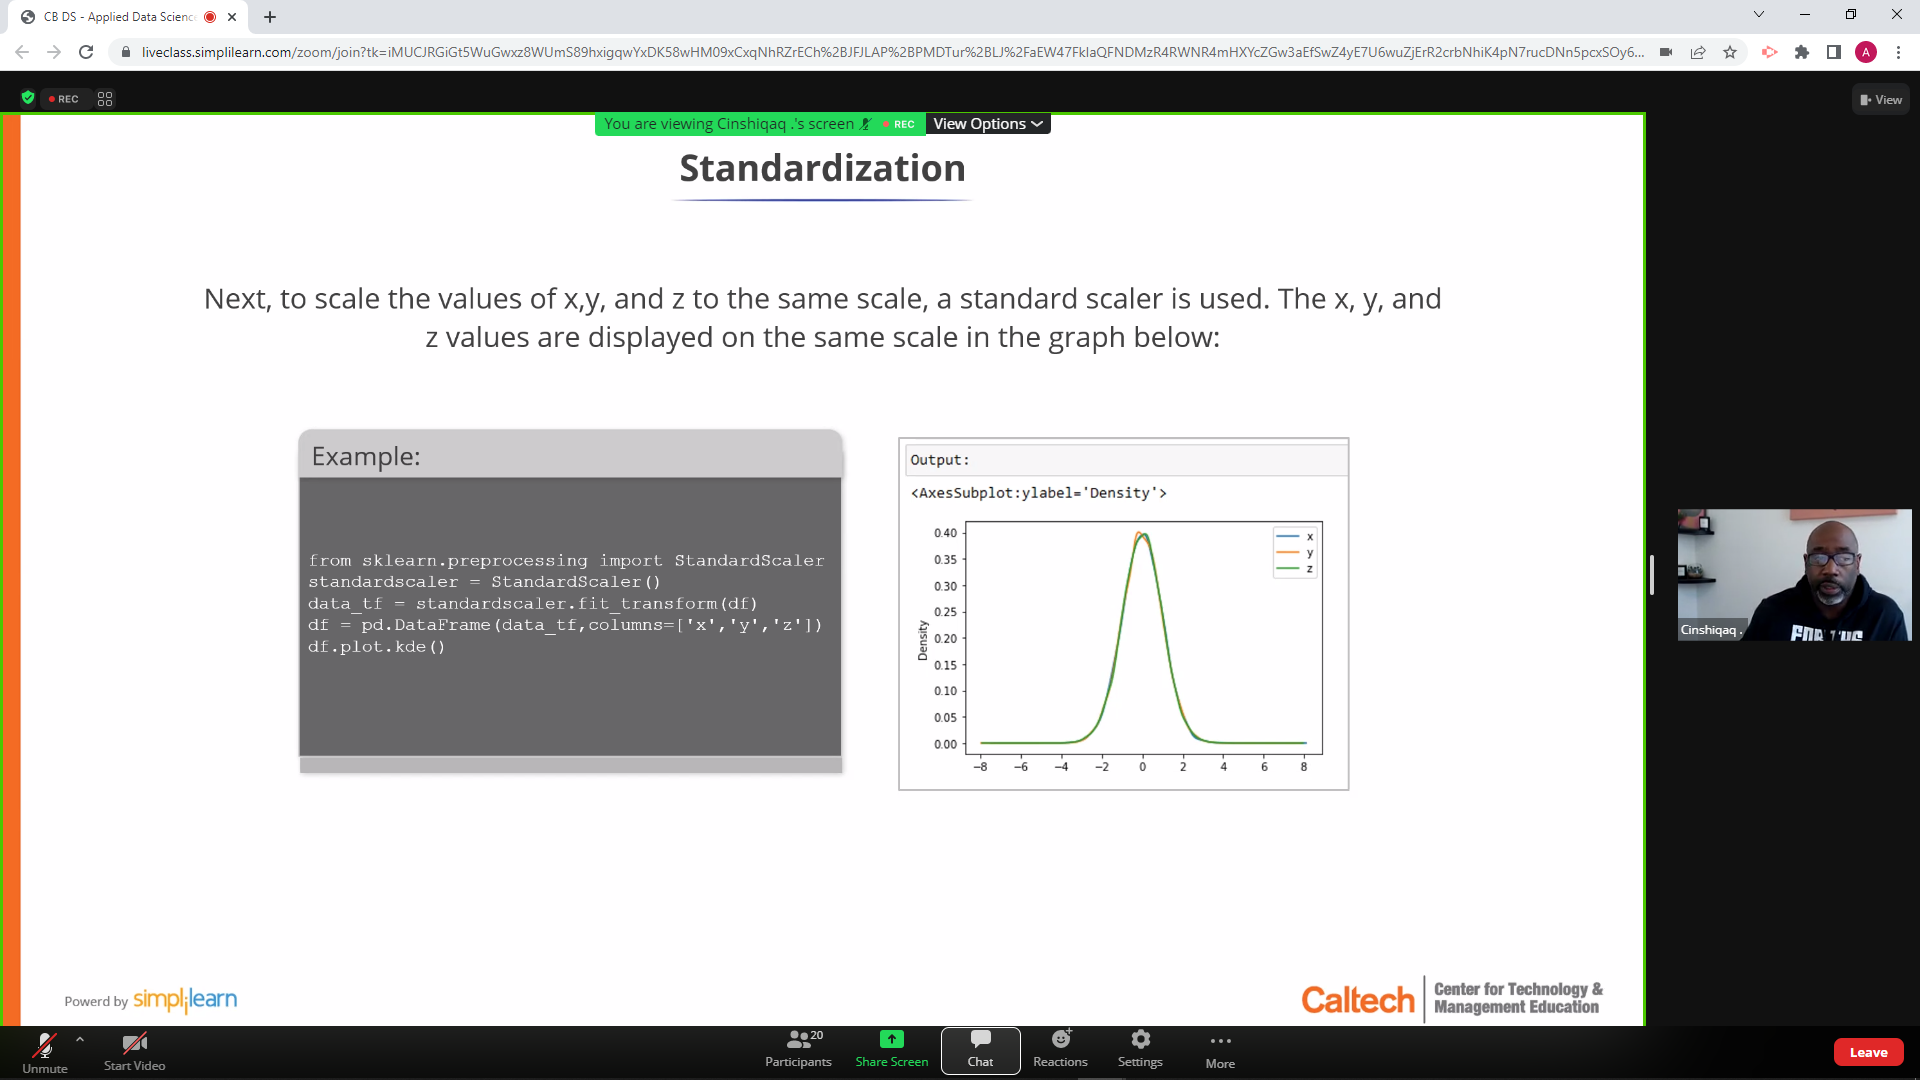 CB DS - Applied Data Scienc
liveclass.simplilearn.com/zoom/join?tk=iMUCJRGiGt5WuGwxz8WUmS89hxigqwYxDK58wHM09xCxqNhRZrECh%2BJFJLAP%2BPMDTur%2BLJ%2FaEW47FklaQFNDMzR4RWNR4mHXYcZGw3aEfSwZ4yE7U6wuZjErR2crbNhiK4pN7rucDNn5pcxSOy6...
A
REC
View
You are viewing Cinshiqaq .'s screen
REC
View Options
Standardization
Next, to scale the values of x,y, and z to the same scale, a standard scaler is used. The x, y, and
z values are displayed on the same scale in the graph below:
Example:
from sklearn.preprocessing import StandardScaler
standardscaler = StandardScaler()
data_tf = standardscaler.fit_transform(df)
df = pd.DataFrame(data_tf,columns=['x','y','z'])
df.plot.kde()
Output:
<AxesSubplot:ylabel='Density'>
0.40
0.35
0.30
0.25
0.20
0.15
0.10
0.05
0.00
Density
x
y
z
−8 −6 −4 −2 0 2 4 6 8
Cinshiqaq .
Powerd by simplilearn
Caltech
Center for Technology &
Management Education
Unmute
Start Video
20
Participants
Share Screen
Chat
Reactions
Settings
More
Leave